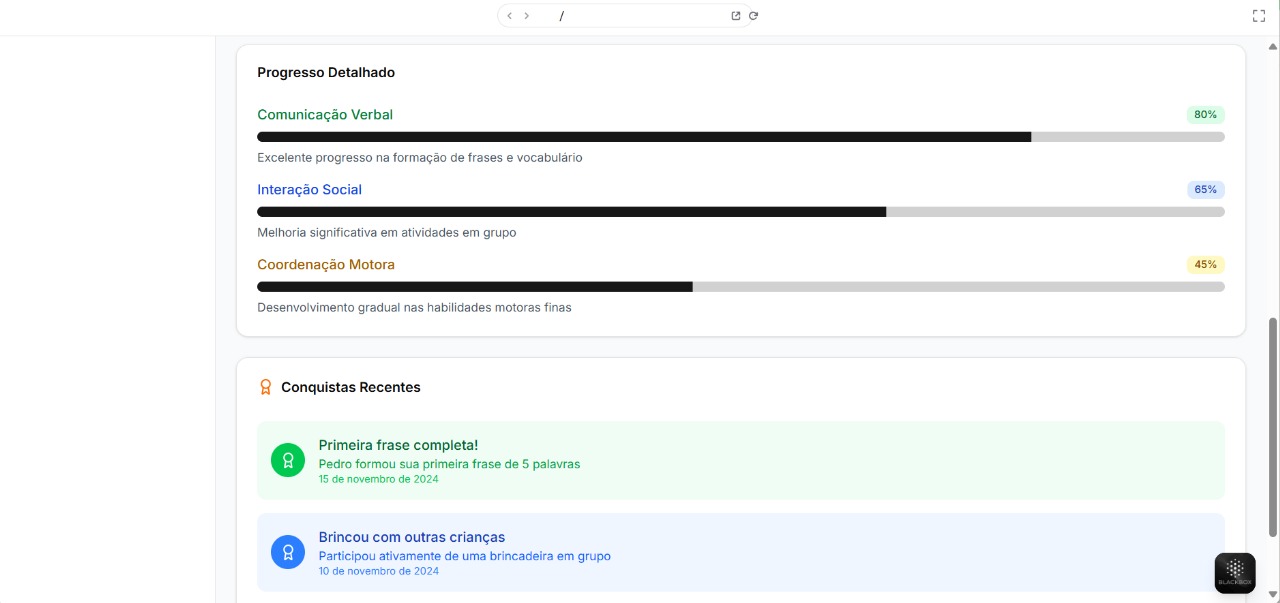 /
Progresso Detalhado
Comunicação Verbal
80%
Excelente progresso na formação de frases e vocabulário
Interação Social
65%
Melhoria significativa em atividades em grupo
Coordenação Motora
45%
Desenvolvimento gradual nas habilidades motoras finas
Conquistas Recentes
Primeira frase completa!
Pedro formou sua primeira frase de 5 palavras
15 de novembro de 2024
Brincou com outras crianças
Participou ativamente de uma brincadeira em grupo
10 de novembro de 2024
BLACKBOX